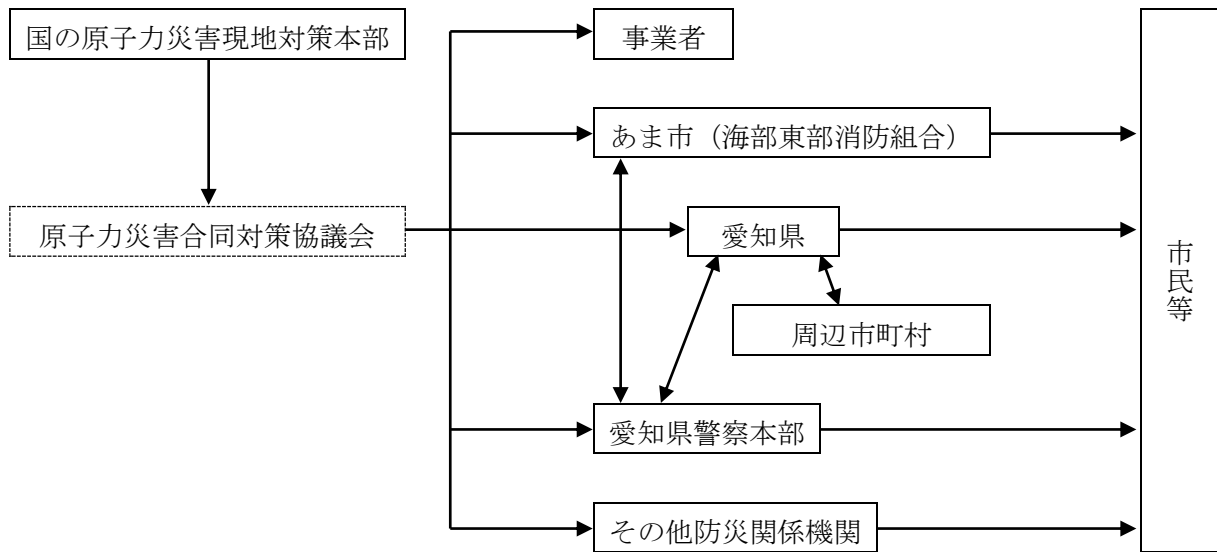 国の原子力災害現地対策本部
事業者
あま市（海部東部消防組合）
原子力災害合同対策協議会
愛知県
市民等
周辺市町村
愛知県警察本部
その他防災関係機関